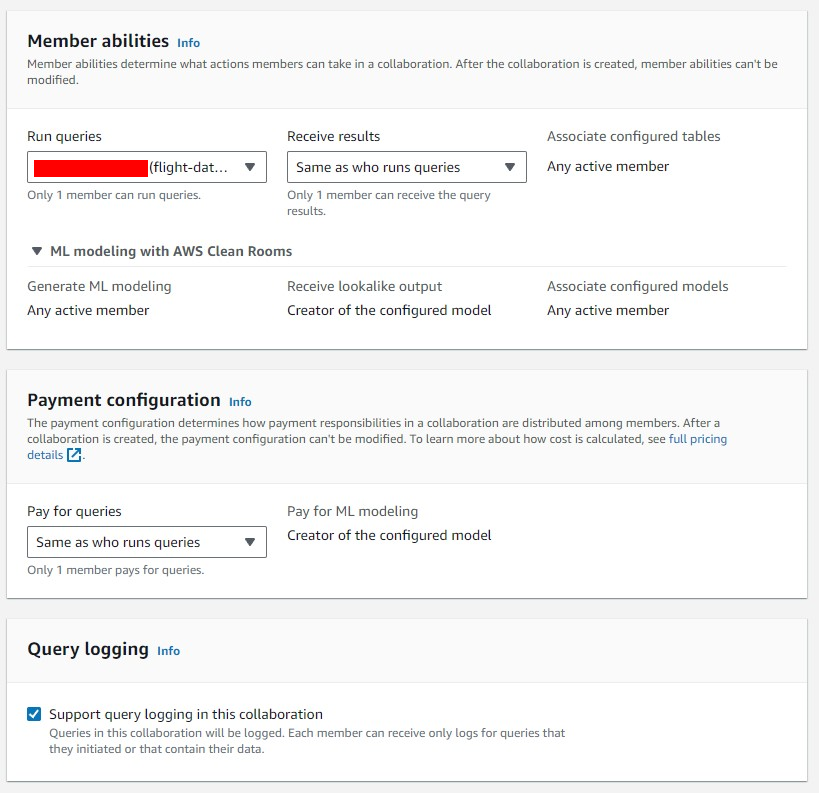 Member abilities Info
Member abilities determine what actions members can take in a collaboration. After the collaboration is created, member abilities can't be
modified.
Run queries
(flight-dat...
Only 1 member can run queries.
Receive results
Same as who runs queries
Only 1 member can receive the query
results.
Associate configured tables
Any active member
ML modeling with AWS Clean Rooms
Generate ML modeling
Any active member
Receive lookalike output
Creator of the configured model
Associate configured models
Any active member
Payment configuration Info
The payment configuration determines how payment responsibilities in a collaboration are distributed among members. After a
collaboration is created, the payment configuration can't be modified. To learn more about how cost is calculated, see full pricing
details.
Pay for queries
Same as who runs queries
Only 1 member pays for queries.
Pay for ML modeling
Creator of the configured model
Query logging Info
Support query logging in this collaboration
Queries in this collaboration will be logged. Each member can receive only logs for queries that
they initiated or that contain their data.